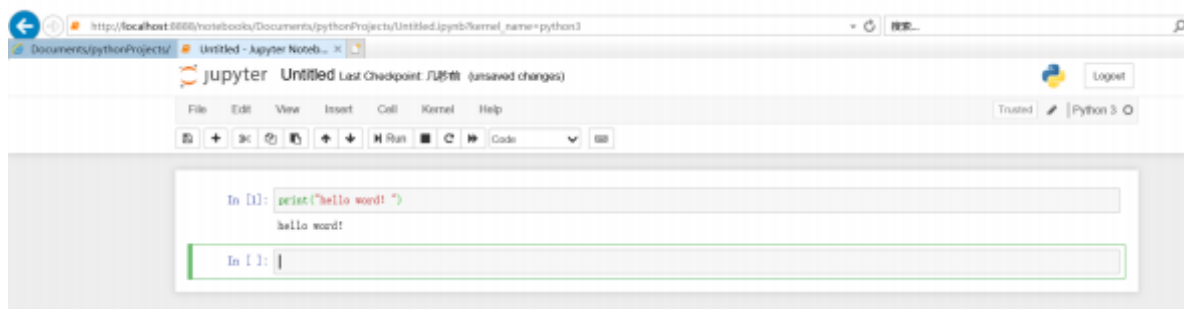 http://localhost:8888/notebooks/Documents/pythonProjects/Untitled.ipynb?kernel_name=python3
搜索...
Documents/pythonProjects/
Untitled - Jupyter Noteb...
jupyter Untitled Last Checkpoint: 几秒前 (unsaved changes)
Logout
File Edit View Insert Cell Kernel Help
Trusted Python 3
Run Code
In [1]: print("hello word! ")
hello word!
In [ ]: